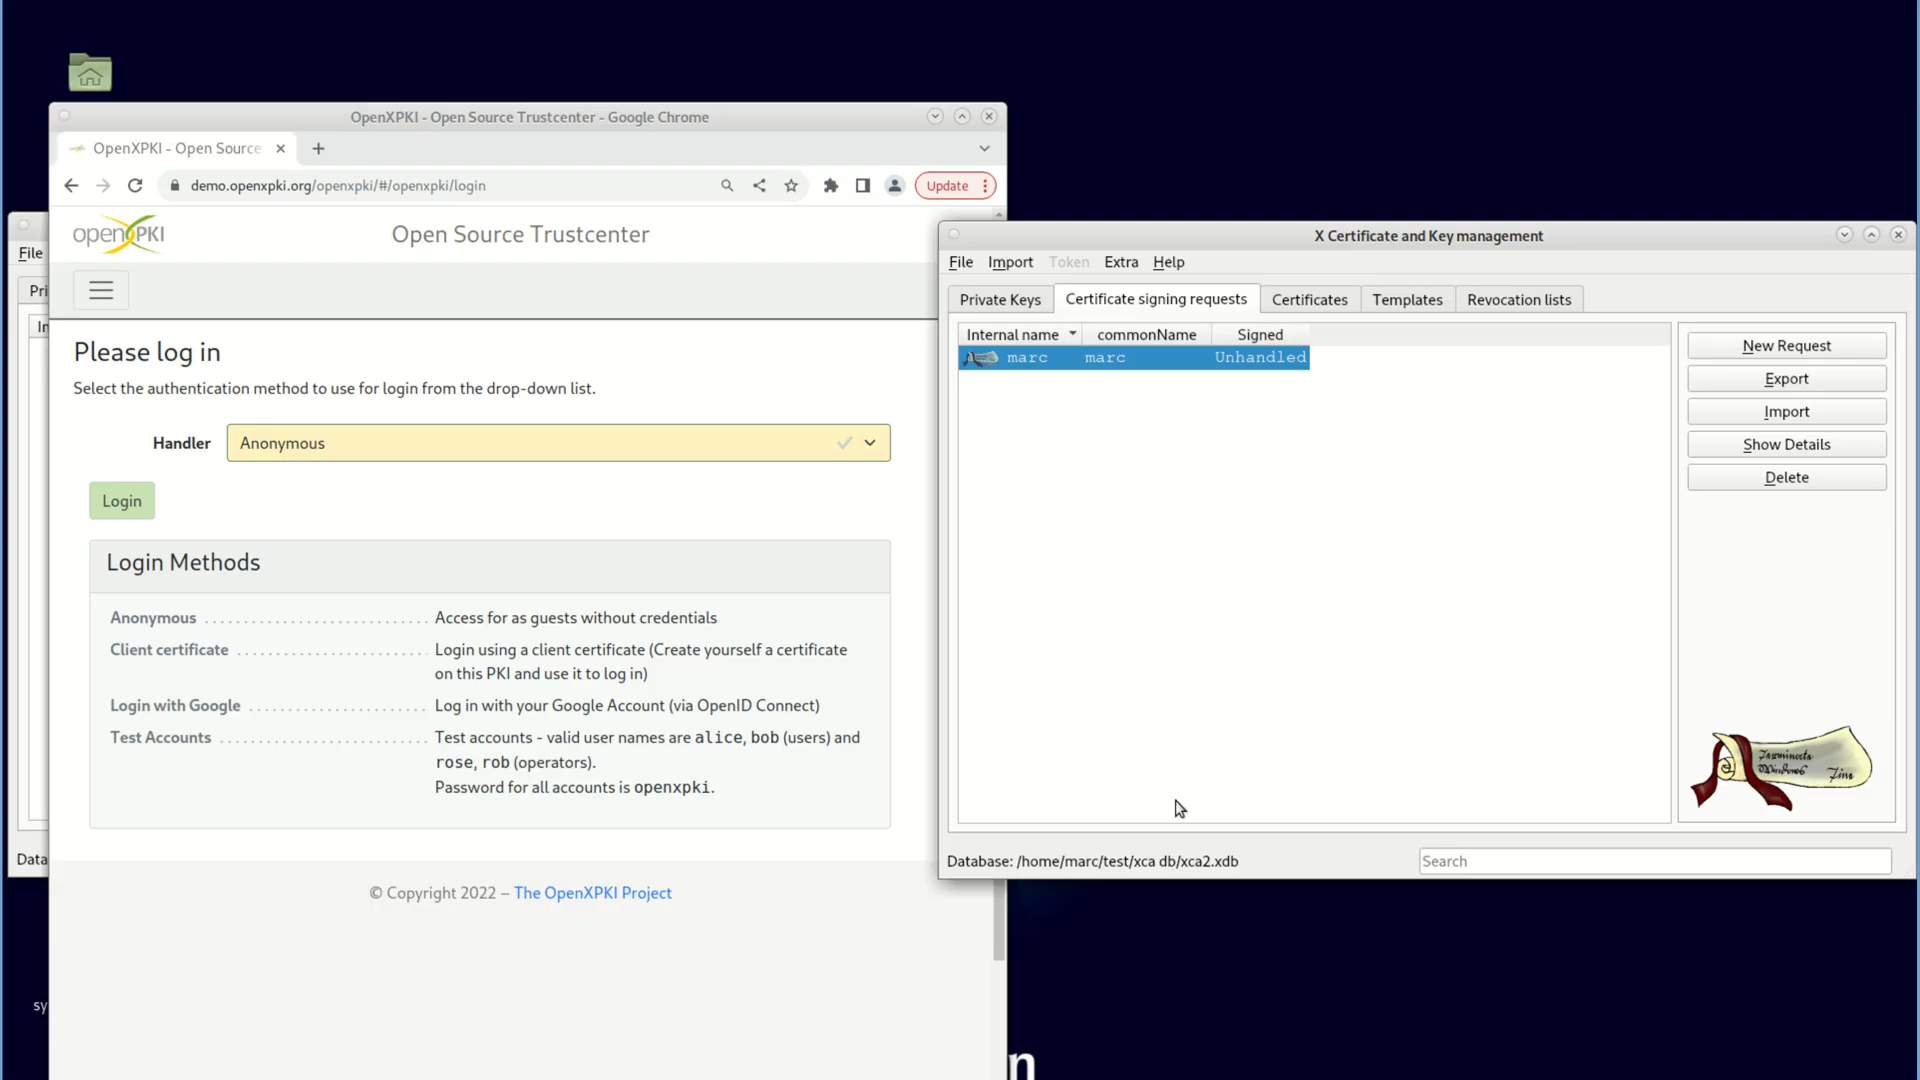 OpenXPKI - Open Source Trustcenter - Google Chrome
OpenXPKI - Open Source
demo.openxpki.org/openxpki/#/openxpki/login
Update
openXPKI
Open Source Trustcenter
Please log in
Select the authentication method to use for login from the drop-down list.
Handler
Anonymous
Login
Login Methods
Anonymous
Access for as guests without credentials
Client certificate
Login using a client certificate (Create yourself a certificate
on this PKI and use it to log in)
Login with Google
Log in with your Google Account (via OpenID Connect)
Test Accounts
Test accounts - valid user names are alice, bob (users) and
rose, rob (operators).
Password for all accounts is openxpki.
© Copyright 2022 – The OpenXPKI Project
File
Pri
In
Data
sy
n
X Certificate and Key management
File Import Token Extra Help
Private Keys Certificate signing requests Certificates Templates Revocation lists
Internal name commonName Signed
marc marc Unhandled
New Request
Export
Import
Show Details
Delete
Database: /home/marc/test/xca db/xca2.xdb
Search